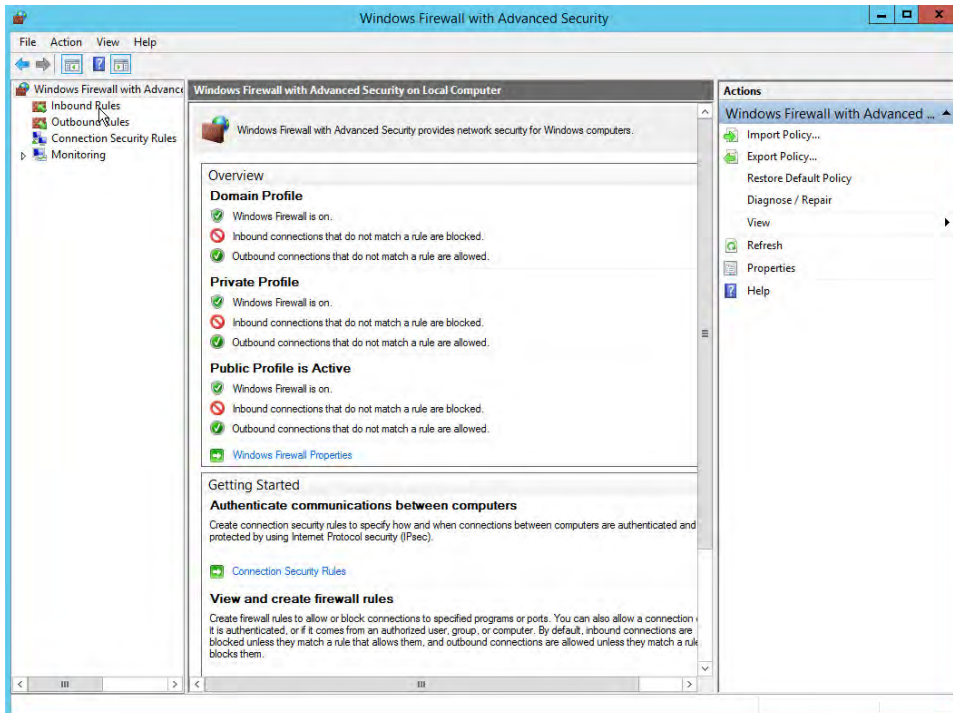 Windows Firewall with Advanced Security
File Action View Help
Windows Firewall with Advance
Inbound Rules
Outbound Rules
Connection Security Rules
Monitoring
Windows Firewall with Advanced Security on Local Computer
Windows Firewall with Advanced Security provides network security for Windows computers.
Overview
Domain Profile
Windows Firewall is on.
Inbound connections that do not match a rule are blocked.
Outbound connections that do not match a rule are allowed.
Private Profile
Windows Firewall is on.
Inbound connections that do not match a rule are blocked.
Outbound connections that do not match a rule are allowed.
Public Profile is Active
Windows Firewall is on.
Inbound connections that do not match a rule are blocked.
Outbound connections that do not match a rule are allowed.
Windows Firewall Properties
Getting Started
Authenticate communications between computers
Create connection security rules to specify how and when connections between computers are authenticated and
protected by using Internet Protocol security (IPsec).
Connection Security Rules
View and create firewall rules
Create firewall rules to allow or block connections to specified programs or ports. You can also allow a connection
it is authenticated, or if it comes from an authorized user, group, or computer. By default, inbound connections are
blocked unless they match a rule that allows them, and outbound connections are allowed unless they match a rule
blocks them.
Actions
Windows Firewall with Advanced ...
Import Policy...
Export Policy...
Restore Default Policy
Diagnose / Repair
View
Refresh
Properties
Help